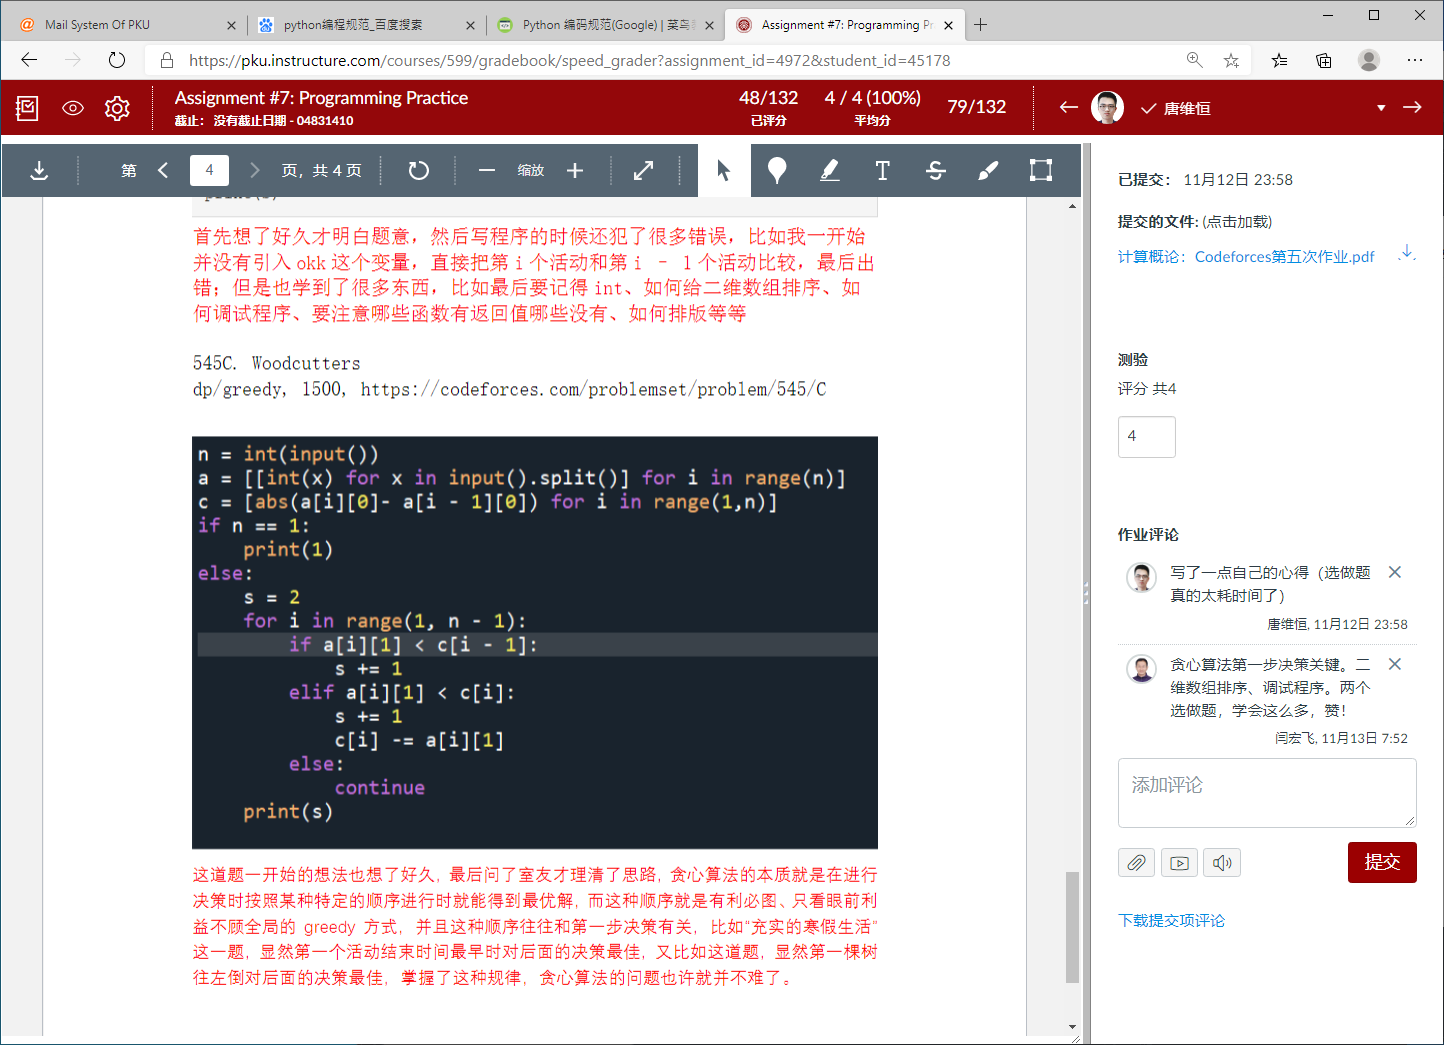 Mail System Of PKU
python编程规范_百度搜索
Python 编码规范(Google) | 菜鸟
Assignment #7: Programming Pr
https://pku.instructure.com/courses/599/gradebook/speed_grader?assignment_id=4972&student_id=45178
Assignment #7: Programming Practice
截止： 没有截止日期 - 04831410
48/132
已评分
4 / 4 (100%)
平均分
79/132
唐维恒
第 4 页，共 4 页
缩放
print(s)
首先想了好久才明白题意，然后写程序的时候还犯了很多错误，比如我一开始
并没有引入 okk 这个变量，直接把第 i 个活动和第 i – 1 个活动比较，最后出
错；但是也学到了很多东西，比如最后要记得 int、如何给二维数组排序、如
何调试程序、要注意哪些函数有返回值哪些没有、如何排版等等
545C. Woodcutters
dp/greedy, 1500, https://codeforces.com/problemset/problem/545/C
n = int(input())
a = [[int(x) for x in input().split()] for i in range(n)]
c = [abs(a[i][0]- a[i - 1][0]) for i in range(1,n)]
if n == 1:
    print(1)
else:
    s = 2
    for i in range(1, n - 1):
        if a[i][1] < c[i - 1]:
            s += 1
        elif a[i][1] < c[i]:
            s += 1
            c[i] -= a[i][1]
        else:
            continue
    print(s)
这道题一开始的想法也想了好久，最后问了室友才理清了思路，贪心算法的本质就是在进行
决策时按照某种特定的顺序进行时就能得到最优解，而这种顺序就是有利必图、只看眼前利
益不顾全局的 greedy 方式，并且这种顺序往往和第一步决策有关，比如“充实的寒假生活”
这一题，显然第一个活动结束时间最早时对后面的决策最佳，又比如这道题，显然第一棵树
往左倒对后面的决策最佳，掌握了这种规律，贪心算法的问题也许就并不难了。
已提交： 11月12日 23:58
提交的文件: (点击加载)
计算概论：Codeforces第五次作业.pdf
测验
评分 共4
4
作业评论
写了一点自己的心得（选做题
真的太耗时间了）
唐维恒, 11月12日 23:58
贪心算法第一步决策关键。二
维数组排序、调试程序。两个
选做题，学会这么多，赞！
闫宏飞, 11月13日 7:52
添加评论
提交
下载提交项评论